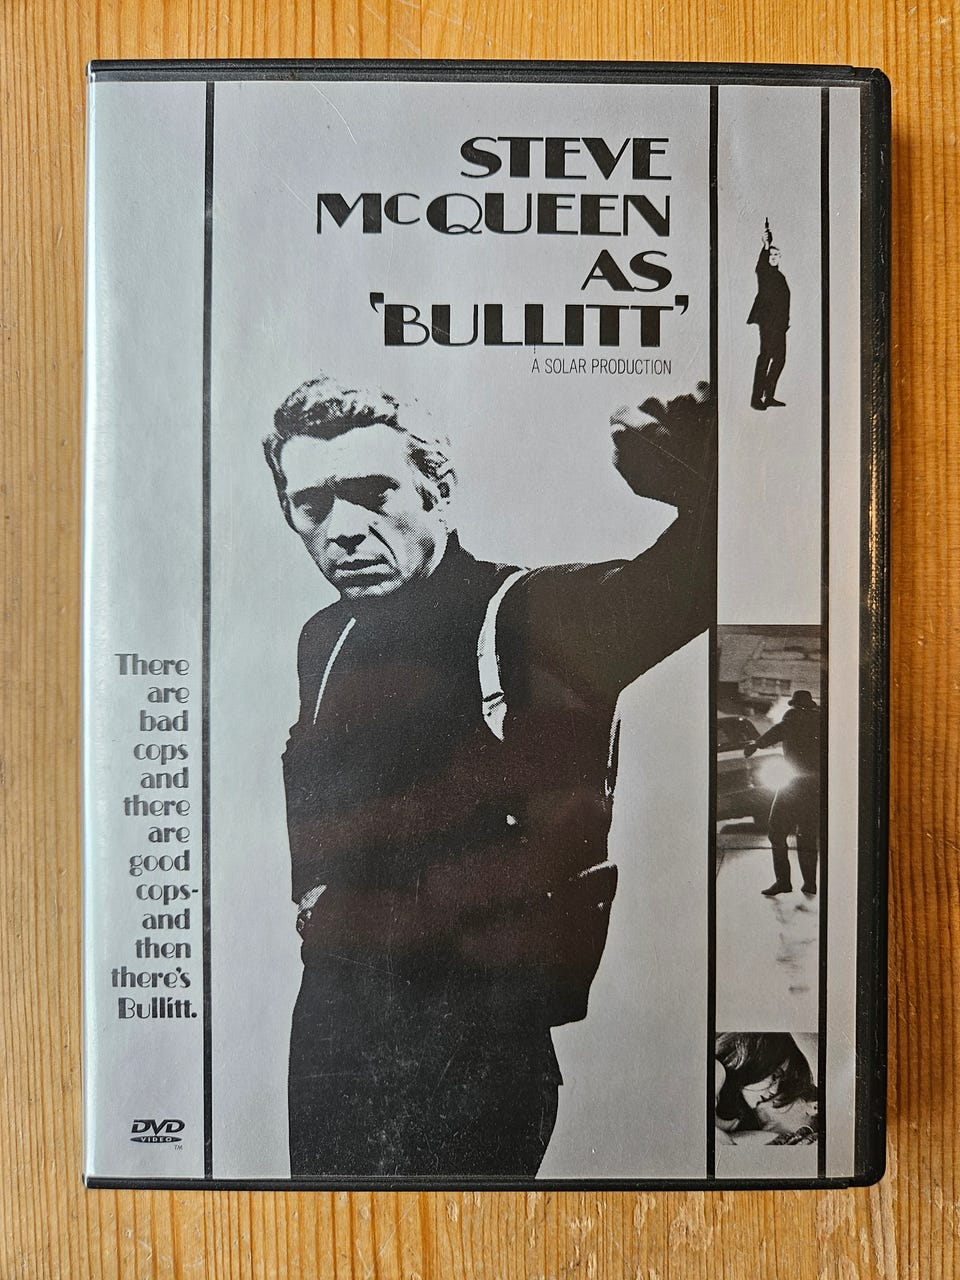 STEVE
McQUEEN
AS
'BULLITT'
A SOLAR PRODUCTION
There
are
bad
cops
and
there
are
good
cops-
and
then
there's
Bullitt.
DVD
VIDEO
TM